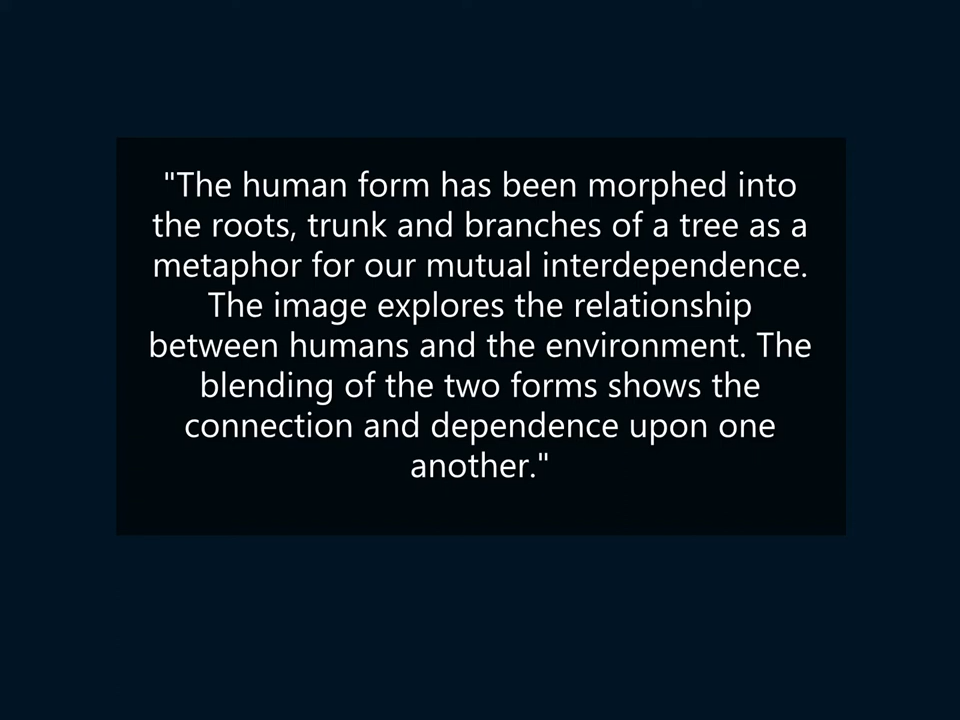 "The human form has been morphed into
the roots, trunk and branches of a tree as a
metaphor for our mutual interdependence.
The image explores the relationship
between humans and the environment. The
blending of the two forms shows the
connection and dependence upon one
another."